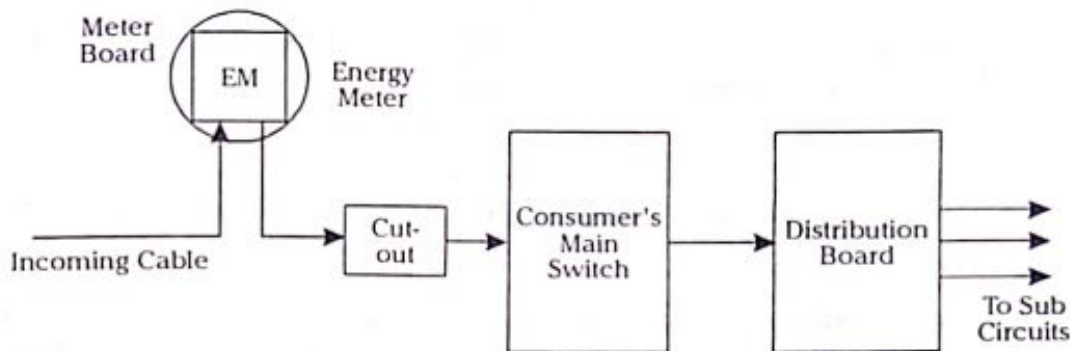 Meter
Board
EM
Energy
Meter
Incoming Cable
Cut-
out
Consumer's
Main
Switch
Distribution
Board
To Sub
Circuits